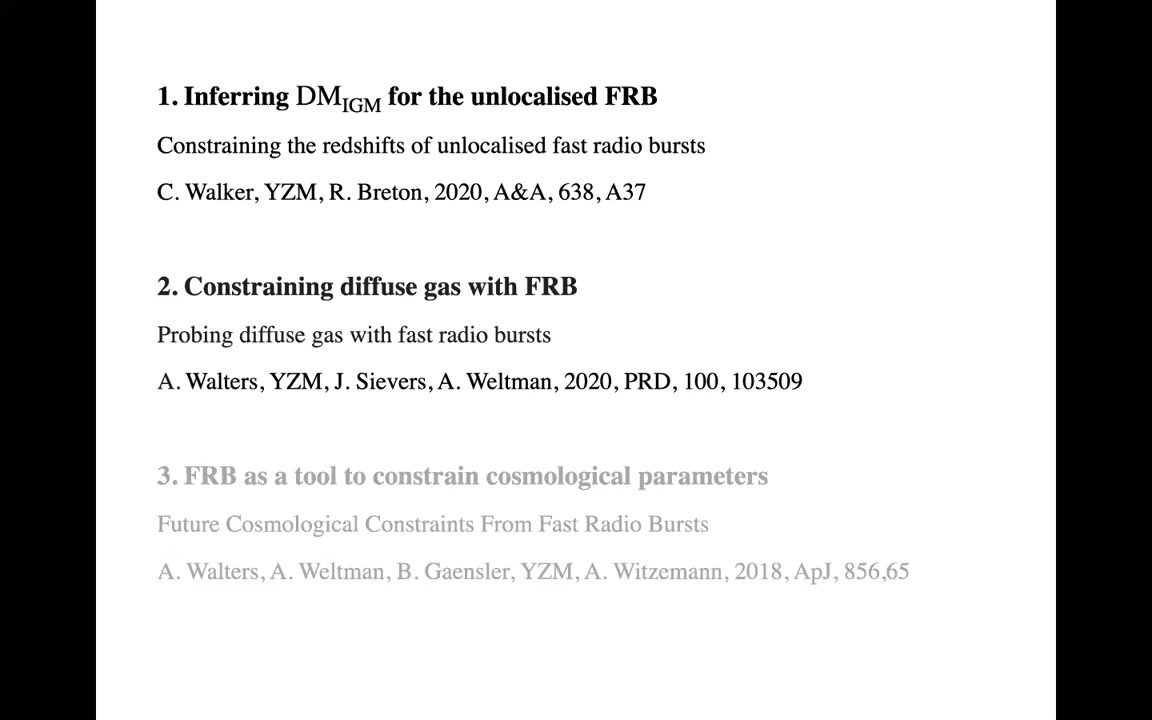 1. Inferring DM_IGM for the unlocalised FRB
Constraining the redshifts of unlocalised fast radio bursts
C. Walker, YZM, R. Breton, 2020, A&A, 638, A37
2. Constraining diffuse gas with FRB
Probing diffuse gas with fast radio bursts
A. Walters, YZM, J. Sievers, A. Weltman, 2020, PRD, 100, 103509
3. FRB as a tool to constrain cosmological parameters
Future Cosmological Constraints From Fast Radio Bursts
A. Walters, A. Weltman, B. Gaensler, YZM, A. Witzemann, 2018, ApJ, 856,65